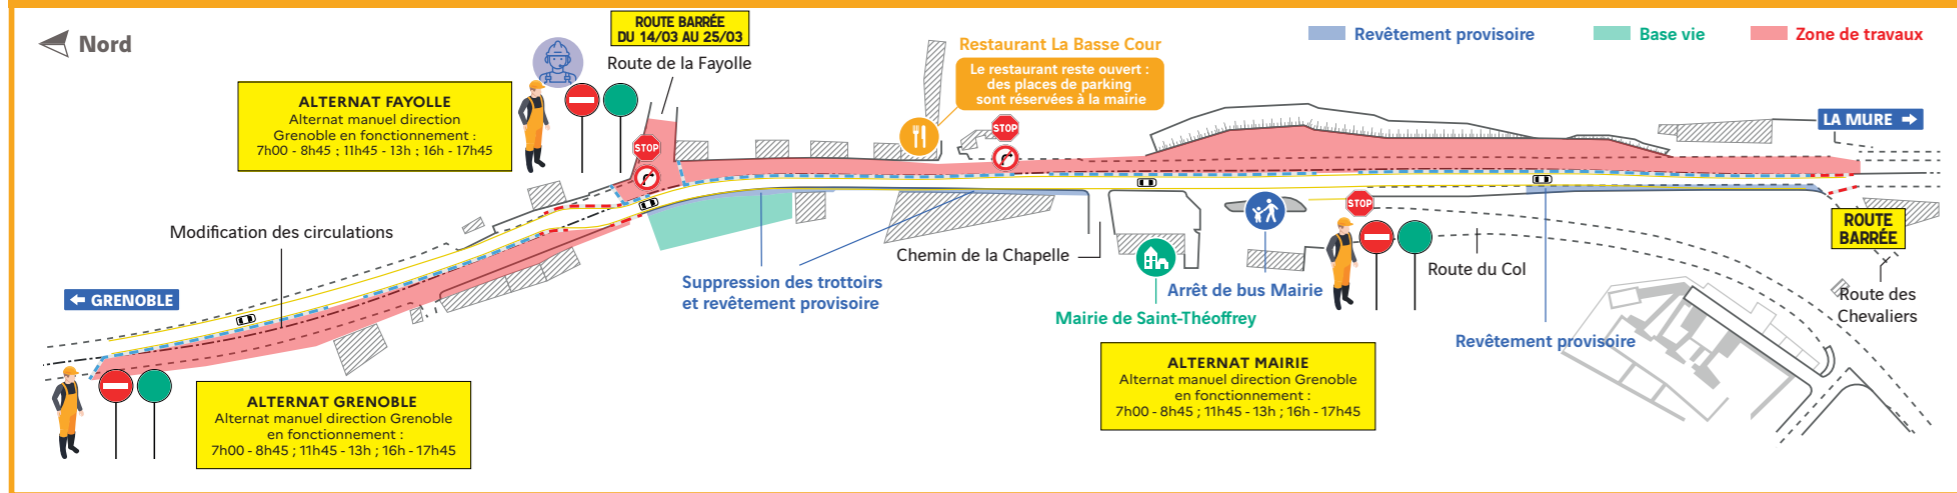 Nord
ROUTE BARRÉE
DU 14/03 AU 25/03
Route de la Fayolle
Restaurant La Basse Cour
Le restaurant reste ouvert :
des places de parking
sont réservées à la mairie
Revêtement provisoire
Base vie
Zone de travaux
ALTERNAT FAYOLLE
Alternat manuel direction
Grenoble en fonctionnement :
7h00 - 8h45 ; 11h45 - 13h ; 16h - 17h45
STOP
STOP
LA MURE
Modification des circulations
GRENOBLE
Suppression des trottoirs
et revêtement provisoire
Chemin de la Chapelle
Arrêt de bus Mairie
Mairie de Saint-Théoffrey
STOP
Route du Col
ROUTE
BARRÉE
Route des
Chevaliers
Revêtement provisoire
ALTERNAT GRENOBLE
Alternat manuel direction Grenoble
en fonctionnement :
7h00 - 8h45 ; 11h45 - 13h ; 16h - 17h45
ALTERNAT MAIRIE
Alternat manuel direction Grenoble
en fonctionnement :
7h00 - 8h45 ; 11h45 - 13h ; 16h - 17h45